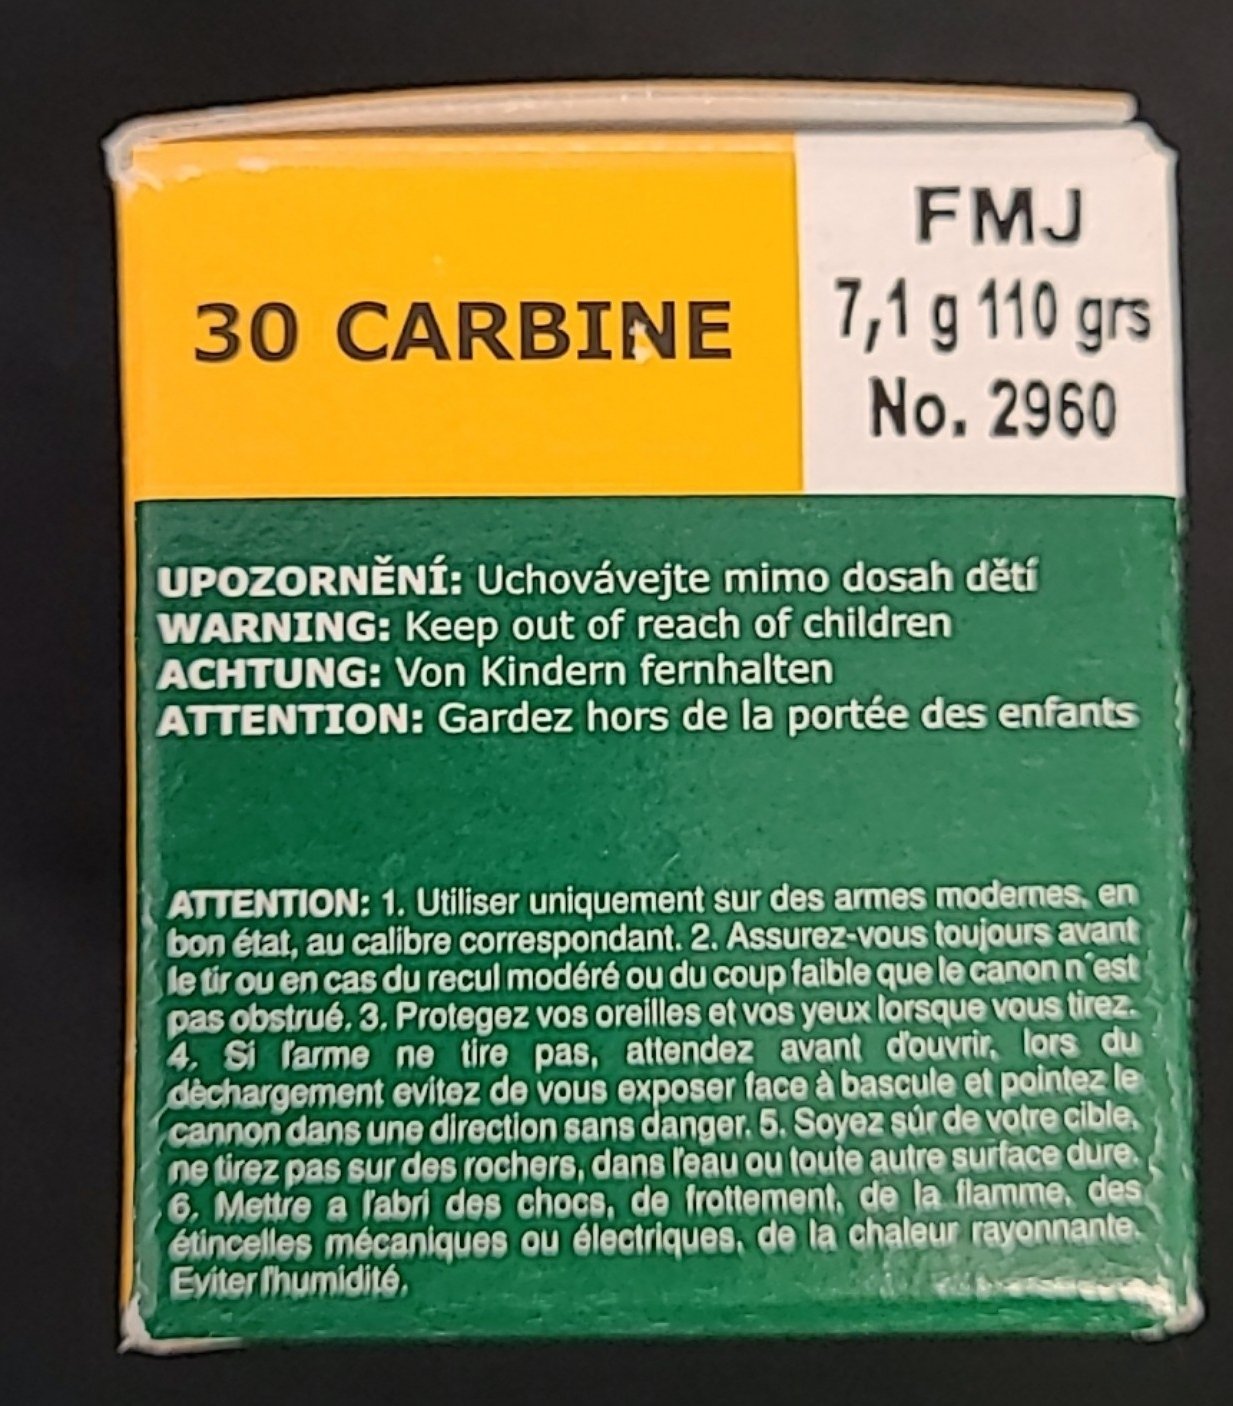 30 CARBINE
FMJ
7,1 g 110 grs
No. 2960
UPOZORNĚNÍ: Uchovávejte mimo dosah dětí
WARNING: Keep out of reach of children
ACHTUNG: Von Kindern fernhalten
ATTENTION: Gardez hors de la portée des enfants
ATTENTION: 1. Utiliser uniquement sur des armes modernes, en
bon état, au calibre correspondant. 2. Assurez-vous toujours avant
le tir ou en cas du recul modéré ou du coup faible que le canon n´est
pas obstrué. 3. Protegez vos oreilles et vos yeux lorsque vous tirez.
4. Si l'arme ne tire pas, attendez avant d'ouvrir, lors du
dèchargement evitez de vous exposer face à bascule et pointez le
cannon dans une direction sans danger. 5. Soyez sûr de votre cible,
ne tirez pas sur des rochers, dans l'eau ou toute autre surface dure.
6. Mettre a l'abri des chocs, de frottement, de la flamme, des
étincelles mécaniques ou électriques, de la chaleur rayonnante.
Eviter l'humidité.